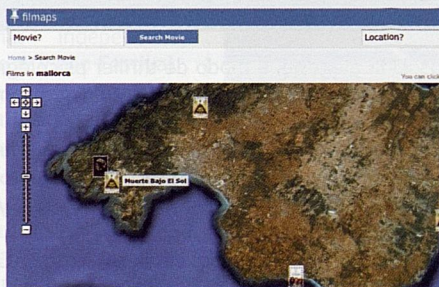 filmaps
Movie? Search Movie Location?
Home > Search Movie
Films in mallorca
You can click
Muerte Bajo El Sol